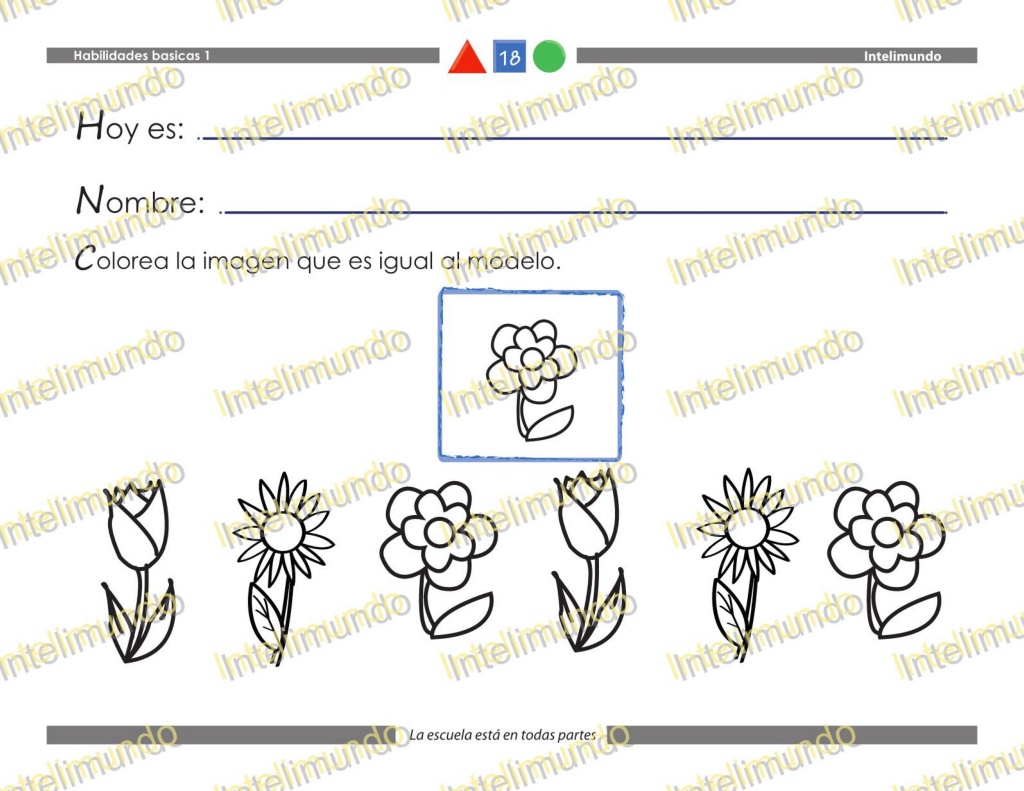 Habilidades basicas 1
18
Intelimundo
Hoy es:
Nombre:
Colorea la imagen que es igual al modelo.
La escuela está en todas partes
Intelimundo